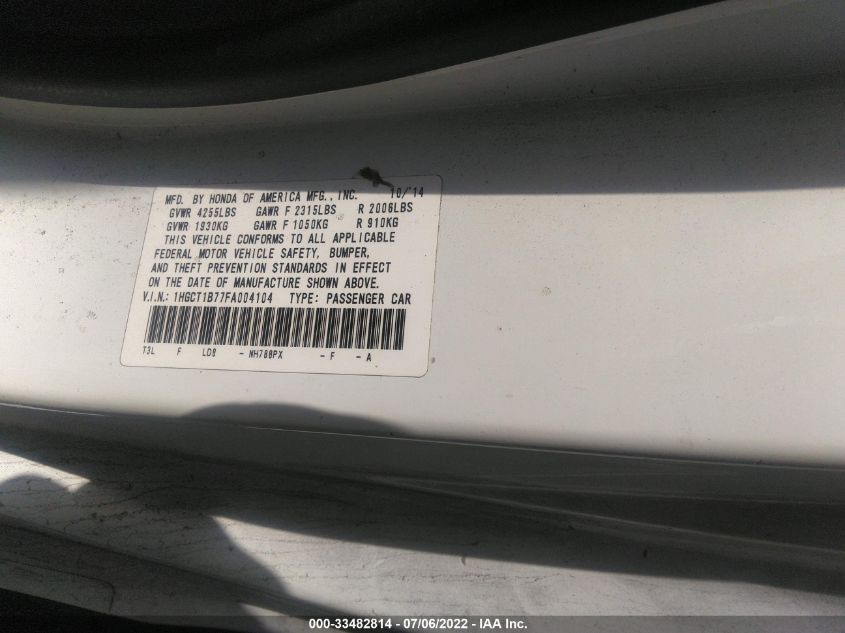 MFD. BY HONDA OF AMERICA MFG., INC. 10/'14
GVWR 4255LBS GAWR F 2315LBS R 2006LBS
GVWR 1930KG GAWR F 1050KG R 910KG
THIS VEHICLE CONFORMS TO ALL APPLICABLE
FEDERAL MOTOR VEHICLE SAFETY, BUMPER,
AND THEFT PREVENTION STANDARDS IN EFFECT
ON THE DATE OF MANUFACTURE SHOWN ABOVE.
V.I.N.: 1HGCT1B77FA004104 TYPE: PASSENGER CAR
T3L F LDB - NH788PX - F - A
000-33482814 - 07/06/2022 - IAA Inc.